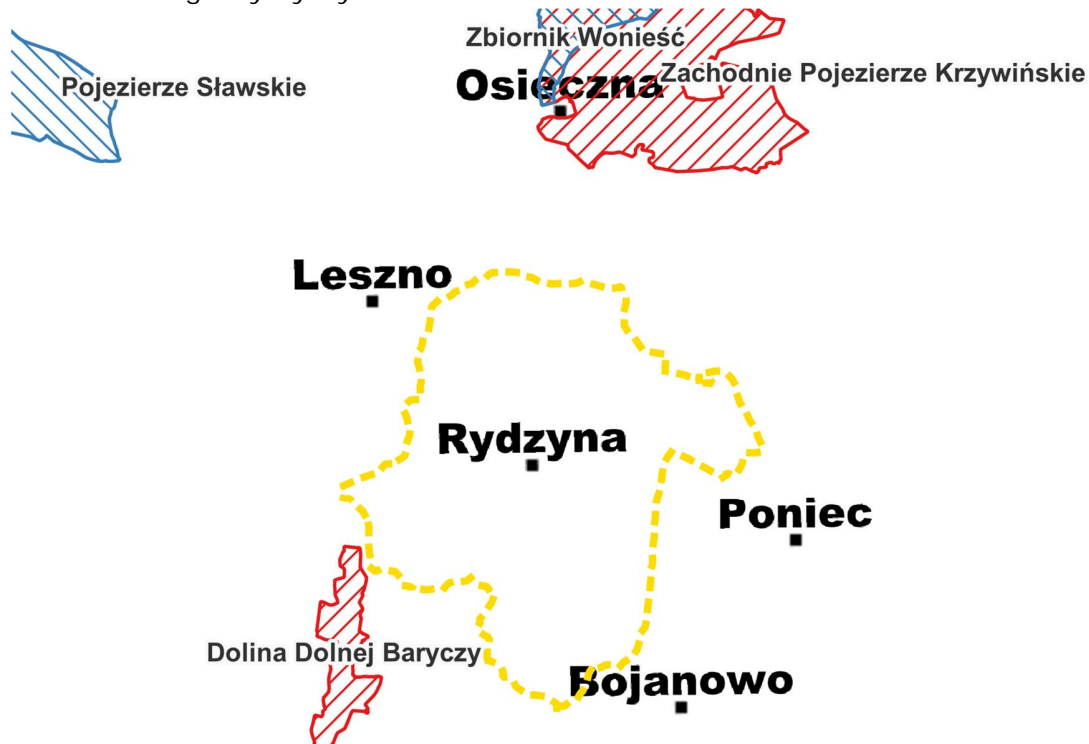 Zbiornik Wonieść
Zachodnie Pojezierze Krzywińskie
Pojezierze Sławskie
Osieczna
Leszno
Rydzyna
Poniec
Dolina Dolnej Baryczy
Bojanowo